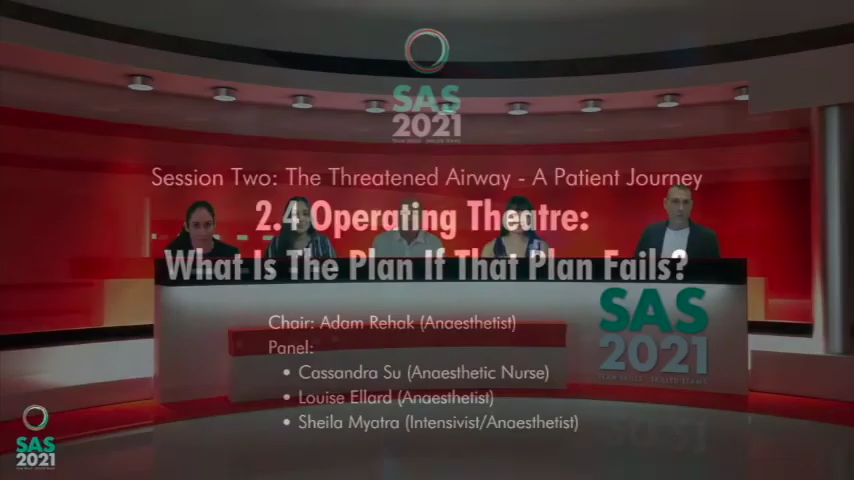 SAS
2021
Session Two: The Threatened Airway - A Patient Journey
2.4 Operating Theatre:
What Is The Plan If That Plan Fails?
Chair: Adam Rehak (Anaesthetist)
Panel:
• Cassandra Su (Anaesthetic Nurse)
• Louise Ellard (Anaesthetist)
• Sheila Myatra (Intensivist/Anaesthetist)
SAS
2021
SAS
2021